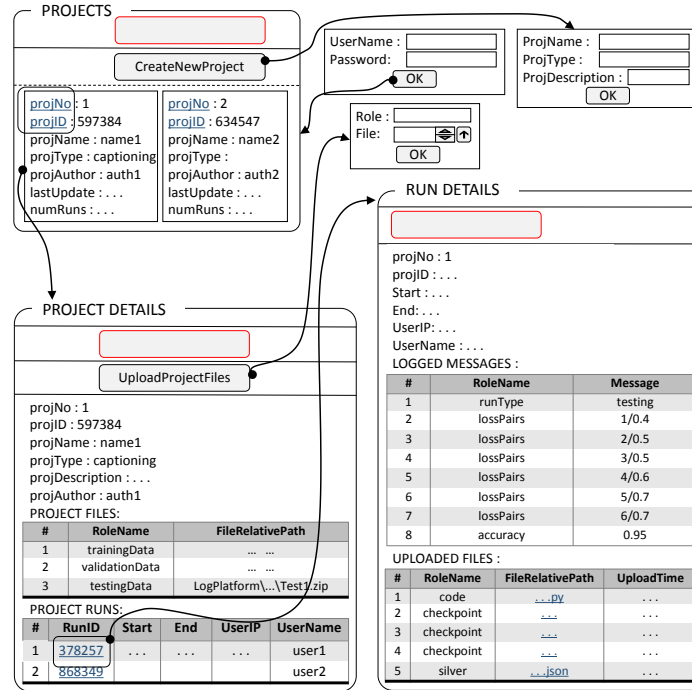 PROJECTS
CreateNewProject
projNo : 1
projID : 597384
projName : name1
projType : captioning
projAuthor : auth1
lastUpdate : . . .
numRuns : . . .
projNo : 2
projID : 634547
projName : name2
projType :
projAuthor : auth2
lastUpdate : . . .
numRuns : . . .
UserName :
Password:
OK
ProjName :
ProjType :
ProjDescription :
OK
Role :
File:
OK
PROJECT DETAILS
UploadProjectFiles
projNo : 1
projID : 597384
projName : name1
projType : captioning
projDescription : . . .
projAuthor : auth1
PROJECT FILES:
# RoleName FileRelativePath
1 trainingData ... ...
2 validationData ... ...
3 testingData LogPlatform\...\Test1.zip
PROJECT RUNS:
# RunID Start End UserIP UserName
1 378257 . . . . . . . . . user1
2 868349 user2
RUN DETAILS
projNo : 1
projID : . . .
Start : . . .
End: . . .
UserIP: . . .
UserName : . . .
LOGGED MESSAGES :
# RoleName Message
1 runType testing
2 lossPairs 1/0.4
3 lossPairs 2/0.5
4 lossPairs 3/0.5
5 lossPairs 4/0.6
6 lossPairs 5/0.7
7 lossPairs 6/0.7
8 accuracy 0.95
UPLOADED FILES :
# RoleName FileRelativePath UploadTime
1 code . . .py . . .
2 checkpoint . . . . . .
3 checkpoint . . . . . .
4 checkpoint . . . . . .
5 silver . . .json . . .